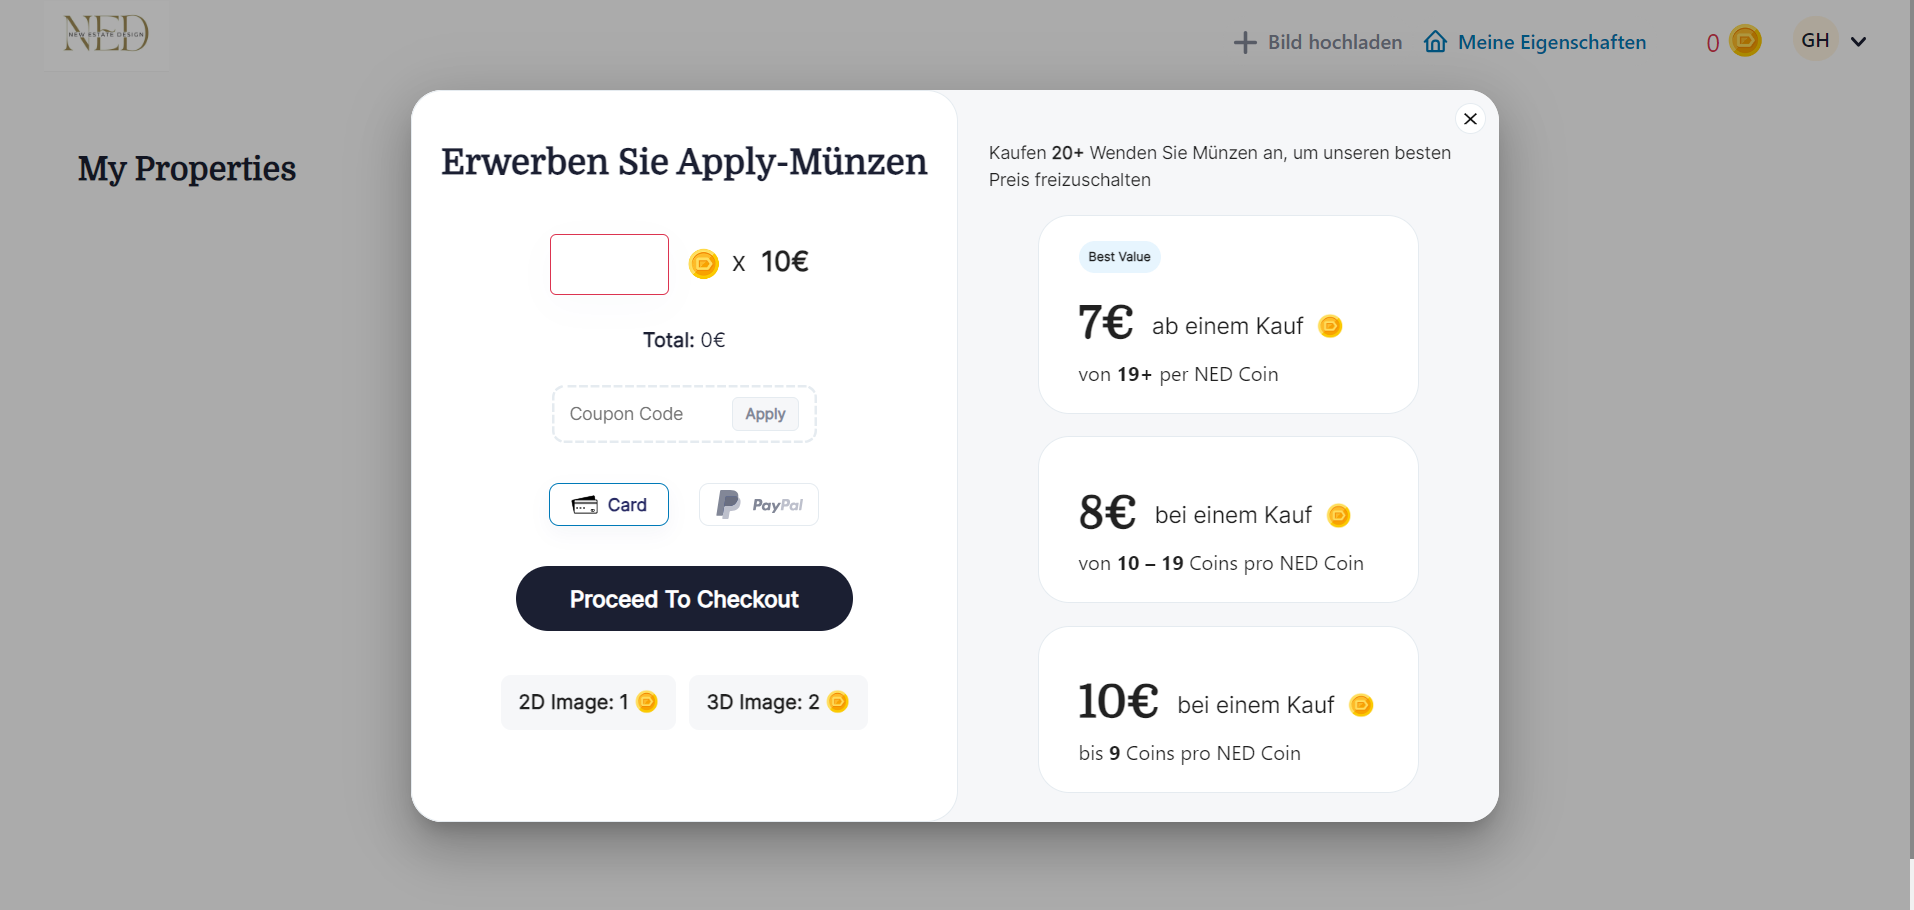 NED
NEW ESTATE DESIGN
Bild hochladen
Meine Eigenschaften
0
GH
My Properties
Erwerben Sie Apply-Münzen
X 10€
Total: 0€
Coupon Code
Apply
Card
PayPal
Proceed To Checkout
2D Image: 1
3D Image: 2
Kaufen 20+ Wenden Sie Münzen an, um unseren besten
Preis freizuschalten
Best Value
7€ ab einem Kauf
von 19+ per NED Coin
8€ bei einem Kauf
von 10 – 19 Coins pro NED Coin
10€ bei einem Kauf
bis 9 Coins pro NED Coin